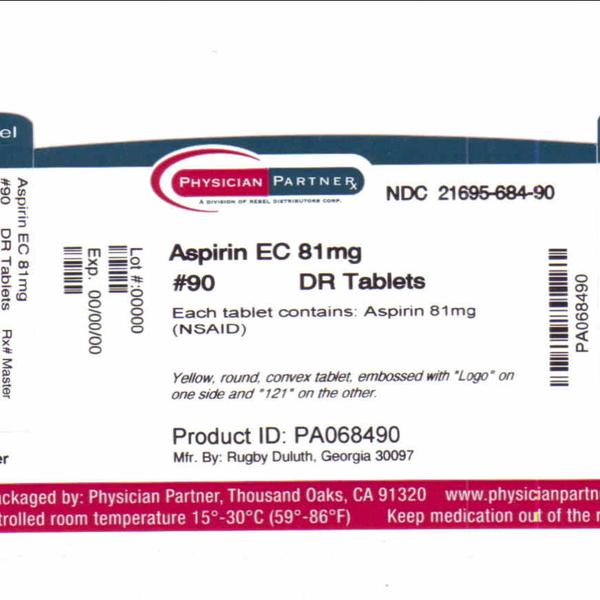 el
Aspirin EC 81mg
#90 DR Tablets Rx# Master
er
Lot #:00000
Exp. 00/00/00
PHYSICIAN PARTNER Rx
A DIVISION OF REBEL DISTRIBUTORS CORP.
NDC 21695-684-90
Aspirin EC 81mg
#90 DR Tablets
Each tablet contains: Aspirin 81mg
(NSAID)
Yellow, round, convex tablet, embossed with "Logo" on
one side and "121" on the other.
Product ID: PA068490
Mfr. By: Rugby Duluth, Georgia 30097
PA068490
ackaged by: Physician Partner, Thousand Oaks, CA 91320 www.physicianpartn
trolled room temperature 15°-30°C (59°-86°F) Keep medication out of the r